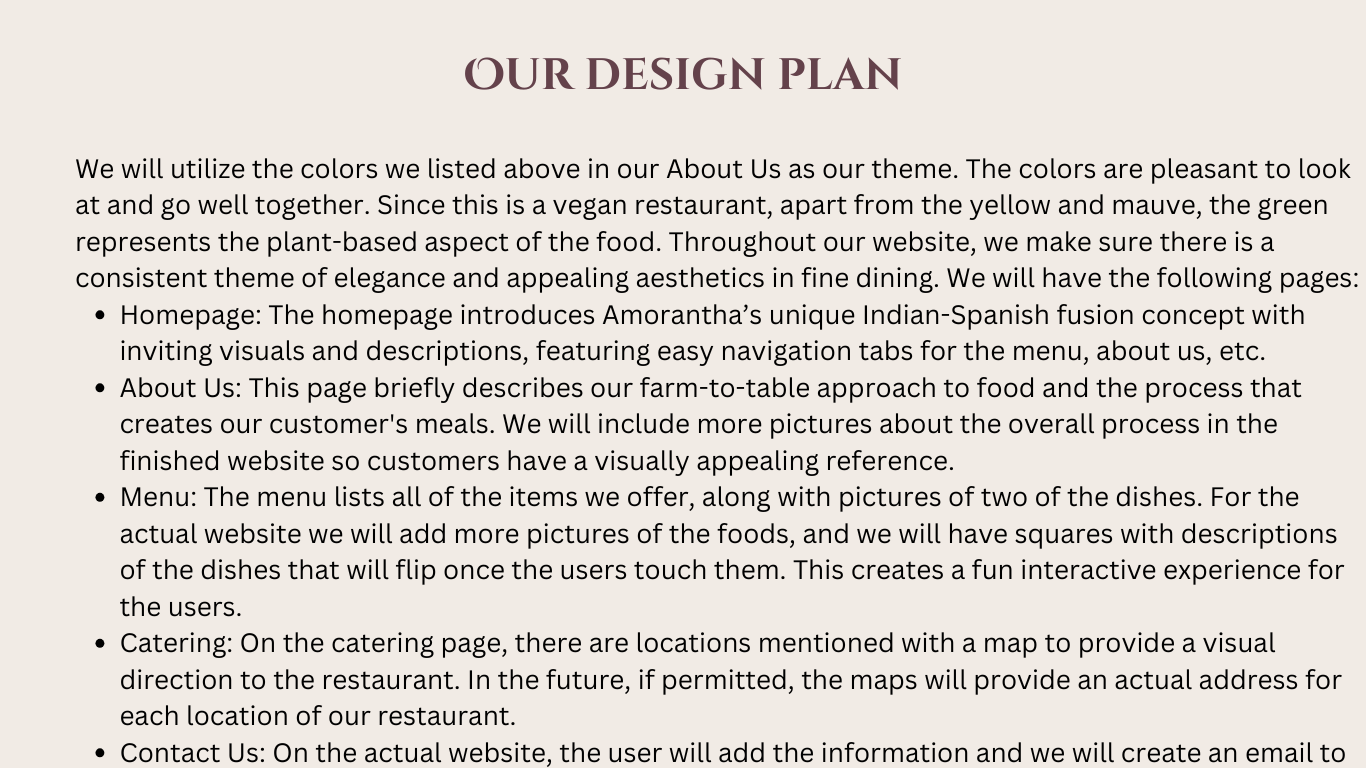 OUR DESIGN PLAN
We will utilize the colors we listed above in our About Us as our theme. The colors are pleasant to look
at and go well together. Since this is a vegan restaurant, apart from the yellow and mauve, the green
represents the plant-based aspect of the food. Throughout our website, we make sure there is a
consistent theme of elegance and appealing aesthetics in fine dining. We will have the following pages:
• Homepage: The homepage introduces Amorantha’s unique Indian-Spanish fusion concept with
inviting visuals and descriptions, featuring easy navigation tabs for the menu, about us, etc.
• About Us: This page briefly describes our farm-to-table approach to food and the process that
creates our customer's meals. We will include more pictures about the overall process in the
finished website so customers have a visually appealing reference.
• Menu: The menu lists all of the items we offer, along with pictures of two of the dishes. For the
actual website we will add more pictures of the foods, and we will have squares with descriptions
of the dishes that will flip once the users touch them. This creates a fun interactive experience for
the users.
• Catering: On the catering page, there are locations mentioned with a map to provide a visual
direction to the restaurant. In the future, if permitted, the maps will provide an actual address for
each location of our restaurant.
• Contact Us: On the actual website, the user will add the information and we will create an email to